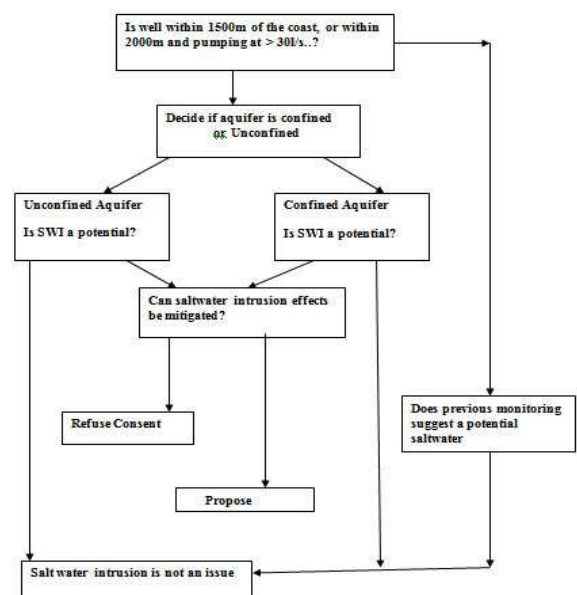 Is well within 1500m of the coast, or within
2000m and pumping at > 30l/s..?
Decide if aquifer is confined
or Unconfined
Unconfined Aquifer
Is SWI a potential?
Confined Aquifer
Is SWI a potential?
Can saltwater intrusion effects
be mitigated?
Refuse Consent
Does previous monitoring
suggest a potential
saltwater
Propose
Salt water intrusion is not an issue